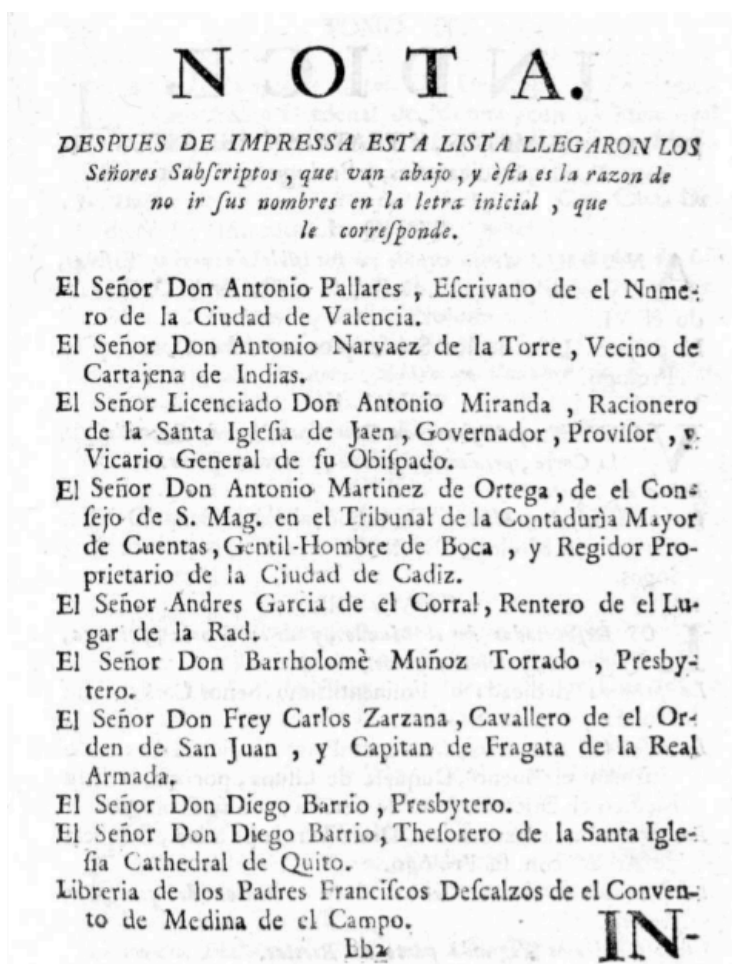 NOTA.
DESPUES DE IMPRESSA ESTA LISTA LLEGARON LOS
Señores Subſcriptos, que van abajo, y èſta es la razon de
no ir ſus nombres en la letra inicial, que
le correſponde.
El Señor Don Antonio Pallares, Eſcrivano de el Nume-
ro de la Ciudad de Valencia.
El Señor Don Antonio Narvaez de la Torre, Vecino de
Cartajena de Indias.
El Señor Licenciado Don Antonio Miranda, Racionero
de la Santa Igleſia de Jaen, Governador, Proviſor, y
Vicario General de ſu Obiſpado.
El Señor Don Antonio Martinez de Ortega, de el Con-
ſejo de S. Mag. en el Tribunal de la Contaduria Mayor
de Cuentas, Gentil-Hombre de Boca, y Regidor Pro-
prietario de la Ciudad de Cadiz.
El Señor Andres Garcia de el Corral, Rentero de el Lu-
gar de la Rad.
El Señor Don Bartholomè Muñoz Torrado, Presby-
tero.
El Señor Don Frey Carlos Zarzana, Cavallero de el Or-
den de San Juan, y Capitan de Fragata de la Real
Armada.
El Señor Don Diego Barrio, Presbytero.
El Señor Don Diego Barrio, Theſorero de la Santa Igle-
ſia Cathedral de Quito.
Libreria de los Padres Franciſcos Deſcalzos de el Conven-
to de Medina de el Campo.
Bb2 IN-